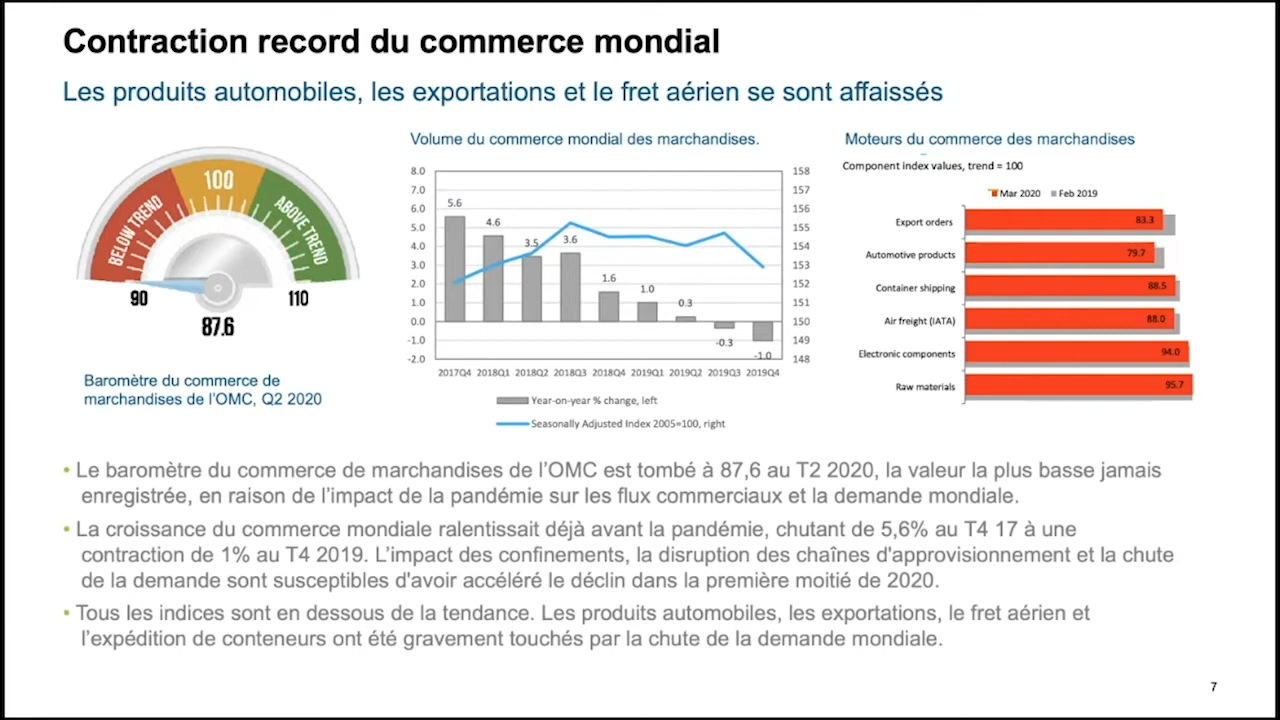 Contraction record du commerce mondial
Les produits automobiles, les exportations et le fret aérien se sont affaissés
BELOW TREND
100
ABOVE TREND
90
110
87.6
Baromètre du commerce de
marchandises de l'OMC, Q2 2020
Volume du commerce mondial des marchandises.
8.0
7.0
6.0
5.0
4.0
3.0
2.0
1.0
0.0
-1.0
-2.0
5.6
4.6
3.5
3.6
1.6
1.0
0.3
-0.3
-1.0
158
157
156
155
154
153
152
151
150
149
148
2017Q4 2018Q1 2018Q2 2018Q3 2018Q4 2019Q1 2019Q2 2019Q3 2019Q4
Year-on-year % change, left
Seasonally Adjusted Index 2005=100, right
Moteurs du commerce des marchandises
Component index values, trend = 100
Mar 2020 Feb 2019
Export orders 83.3
Automotive products 79.7
Container shipping 88.5
Air freight (IATA) 88.0
Electronic components 94.0
Raw materials 95.7
• Le baromètre du commerce de marchandises de l'OMC est tombé à 87,6 au T2 2020, la valeur la plus basse jamais
enregistrée, en raison de l'impact de la pandémie sur les flux commerciaux et la demande mondiale.
• La croissance du commerce mondiale ralentissait déjà avant la pandémie, chutant de 5,6% au T4 17 à une
contraction de 1% au T4 2019. L'impact des confinements, la disruption des chaînes d'approvisionnement et la chute
de la demande sont susceptibles d'avoir accéléré le déclin dans la première moitié de 2020.
• Tous les indices sont en dessous de la tendance. Les produits automobiles, les exportations, le fret aérien et
l'expédition de conteneurs ont été gravement touchés par la chute de la demande mondiale.
7